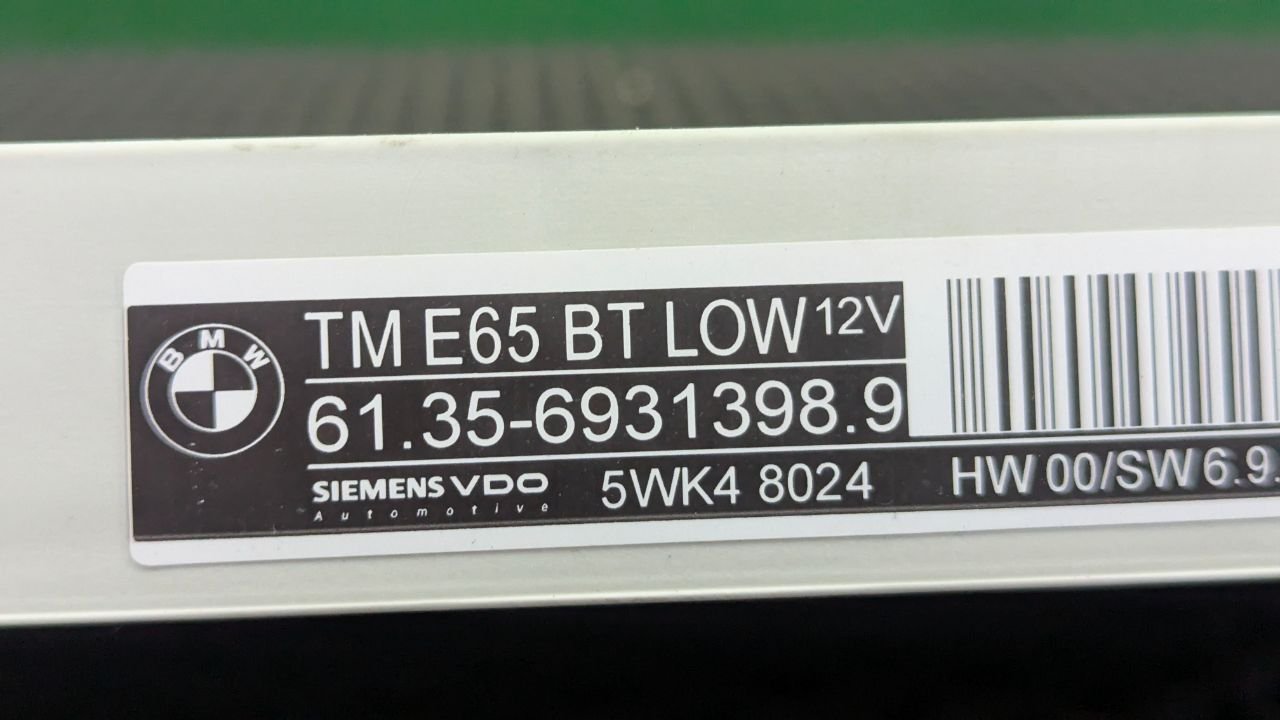 BMW
TM E65 BT LOW 12V
61.35-6931398.9
SIEMENS VDO
Automotive
5WK4 8024
HW 00/SW 6.9.